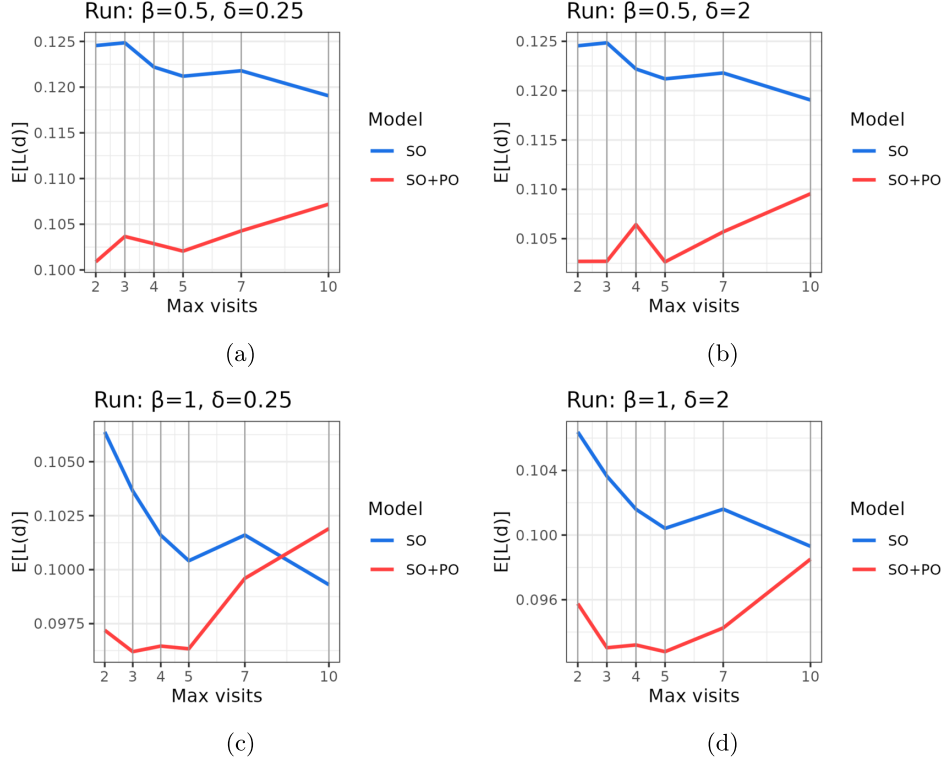 Run: β=0.5, δ=0.25
E[L(d)]
0.125
0.120
0.115
0.110
0.105
0.100
2 3 4 5 7 10
Max visits
Model
SO
SO+PO
(a)
Run: β=0.5, δ=2
E[L(d)]
0.125
0.120
0.115
0.110
0.105
2 3 4 5 7 10
Max visits
Model
SO
SO+PO
(b)
Run: β=1, δ=0.25
E[L(d)]
0.1050
0.1025
0.1000
0.0975
2 3 4 5 7 10
Max visits
Model
SO
SO+PO
(c)
Run: β=1, δ=2
E[L(d)]
0.104
0.100
0.096
2 3 4 5 7 10
Max visits
Model
SO
SO+PO
(d)